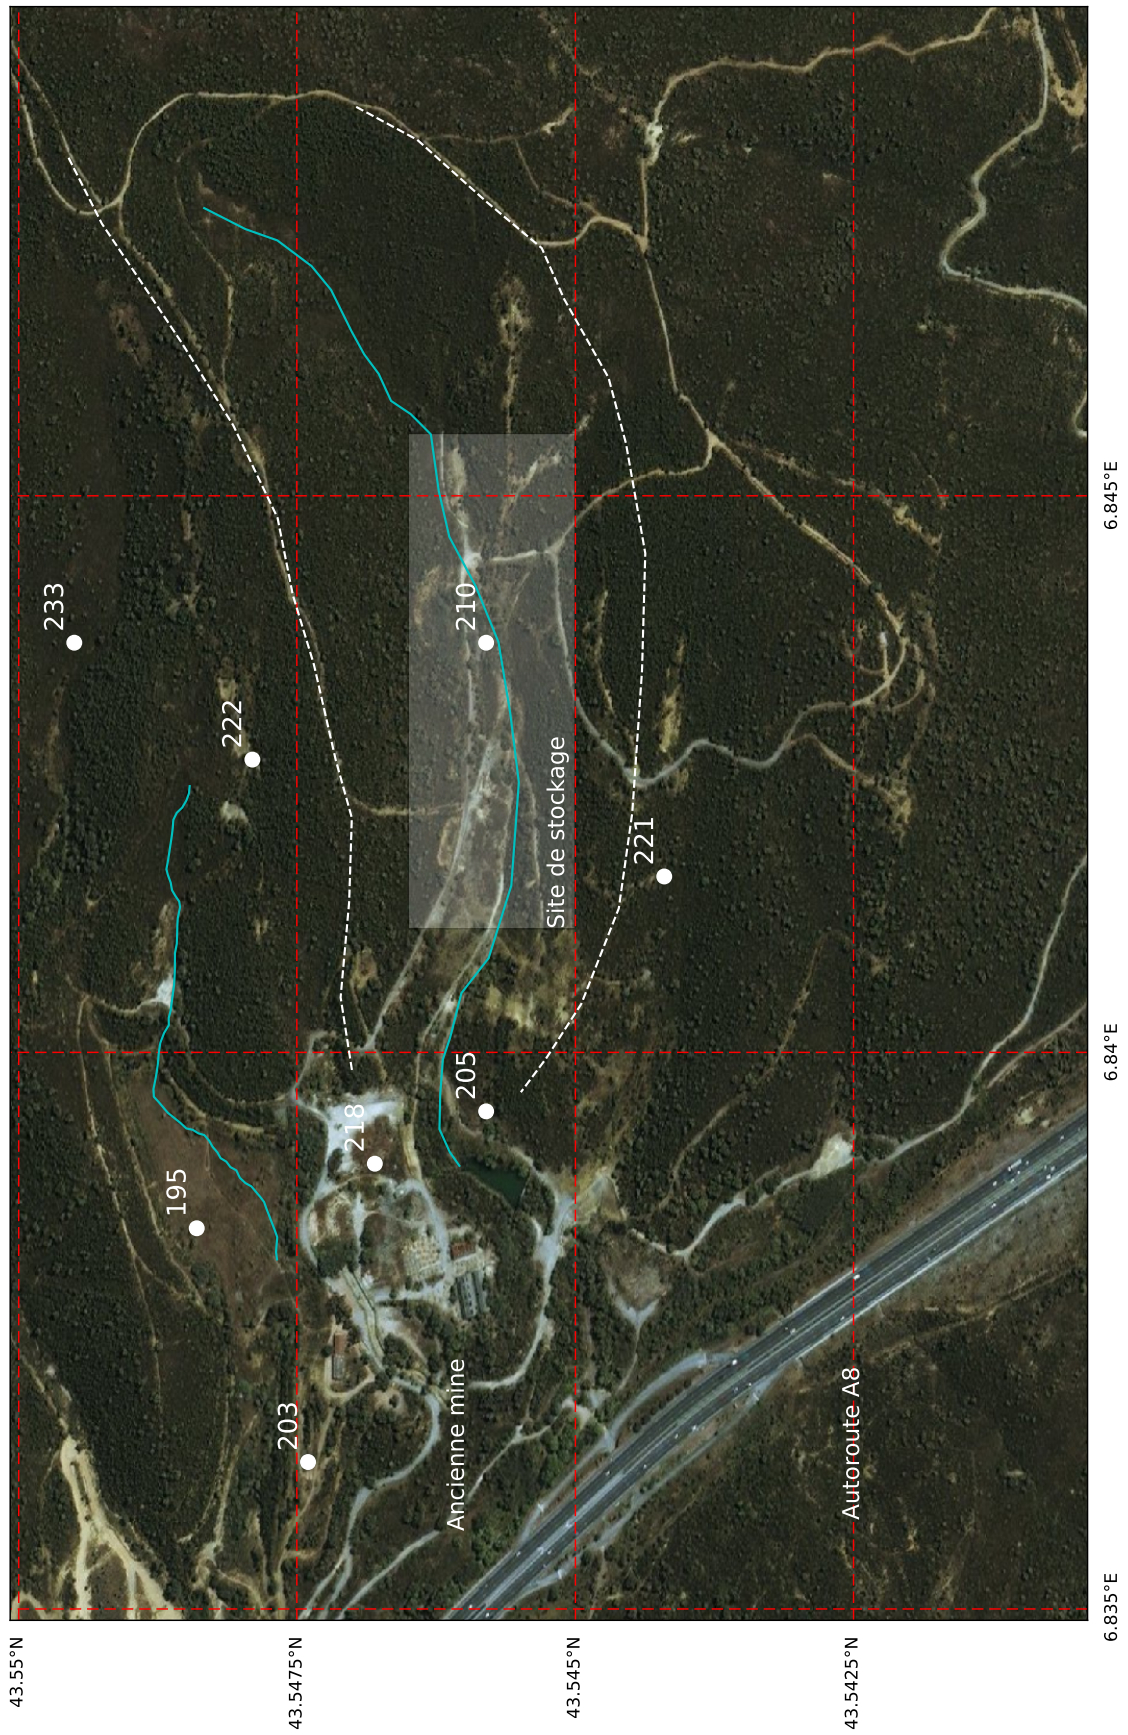 233
222
210
Site de stockage
221
205
218
195
203
Ancienne mine
Autoroute A8
43.55°N
43.5475°N
43.545°N
43.5425°N
6.835°E
6.84°E
6.845°E